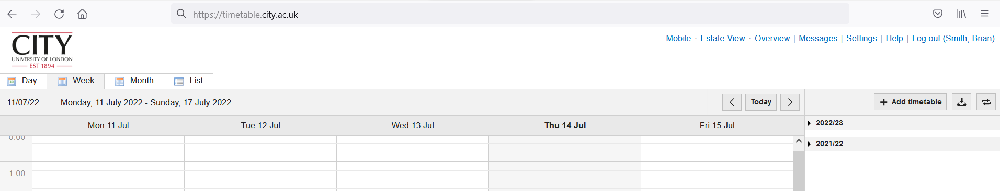 https://timetable.city.ac.uk
CITY
UNIVERSITY OF LONDON
EST 1894
Mobile · Estate View · Overview | Messages | Settings | Help | Log out (Smith, Brian)
Day Week Month List
11/07/22 Monday, 11 July 2022 - Sunday, 17 July 2022 Today + Add timetable
Mon 11 Jul Tue 12 Jul Wed 13 Jul Thu 14 Jul Fri 15 Jul
2022/23
0:00
2021/22
1:00